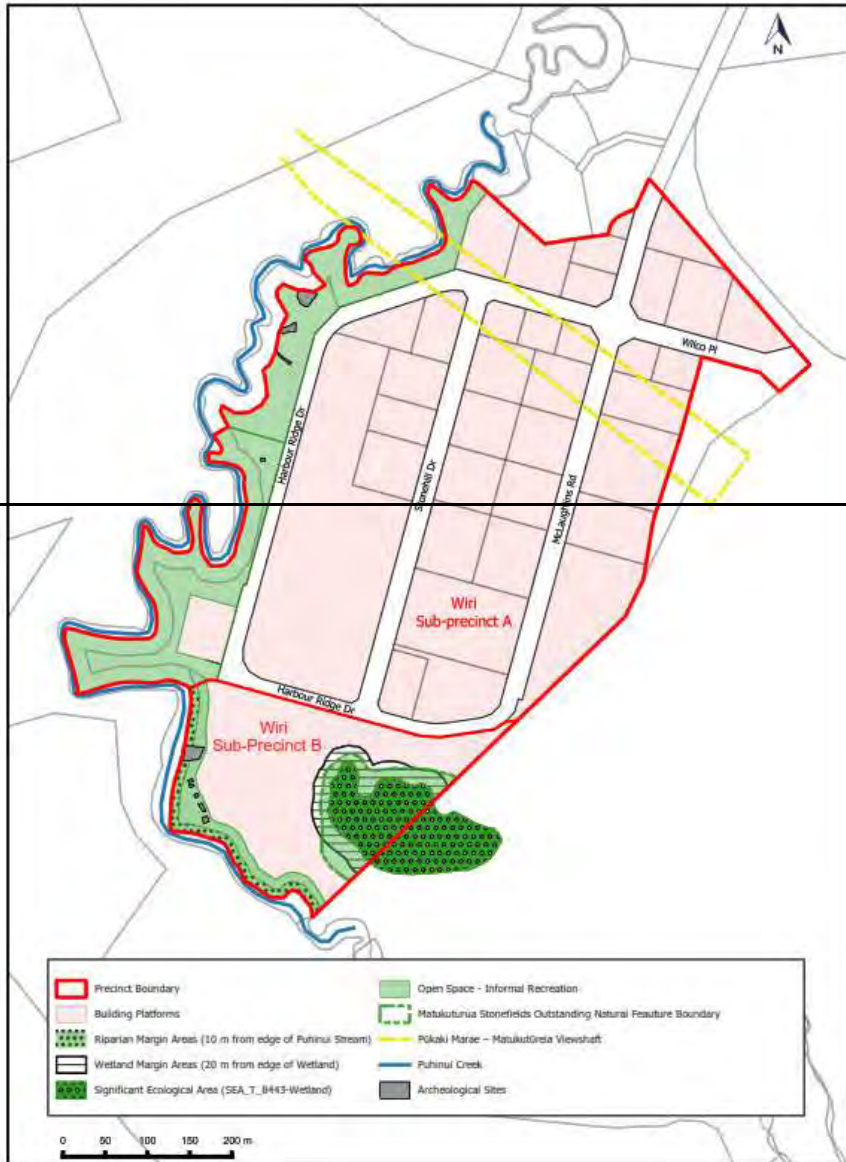 N
Wilco Pl
Harbour Ridge Dr
Stonehill Dr
McLaughlins Rd
Wiri
Sub-precinct A
Harbour Ridge Dr
Wiri
Sub-Precinct B
Precinct Boundary
Building Platforms
Riparian Margin Areas (10 m from edge of Puhinui Stream)
Wetland Margin Areas (20 m from edge of Wetland)
Significant Ecological Area (SEA_T_8443-Wetland)
Open Space - Informal Recreation
Matukuturua Stonefields Outstanding Natural Feauture Boundary
Pūkaki Marae – Matukutūreia Viewshaft
Puhinui Creek
Archeological Sites
0 50 100 150 200 m